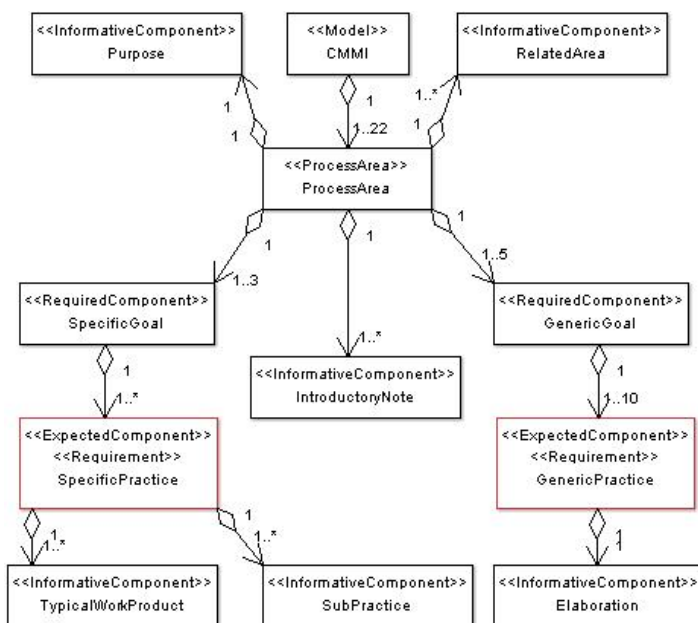 <<InformativeComponent>>
Purpose
<<Model>>
CMMI
<<InformativeComponent>>
RelatedArea
1
1
1..*
1
1..22
1
1
<<ProcessArea>>
ProcessArea
1
1
1
1..3
1..5
<<RequiredComponent>>
SpecificGoal
<<RequiredComponent>>
GenericGoal
1..*
1
1
<<InformativeComponent>>
IntroductoryNote
1..*
1..10
<<ExpectedComponent>>
<<Requirement>>
SpecificPractice
<<ExpectedComponent>>
<<Requirement>>
GenericPractice
1
1
1
1..*
1..*
1
<<InformativeComponent>>
TypicalWorkProduct
<<InformativeComponent>>
SubPractice
<<InformativeComponent>>
Elaboration